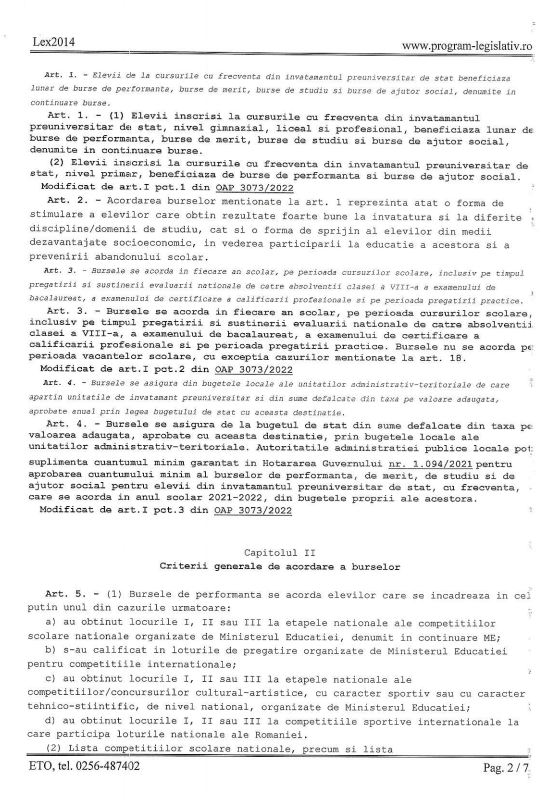 Lex2014
www.program-legislativ.ro
Art. 1. - Elevii de la cursurile cu frecventa din invatamantul preuniversitar de stat beneficiaza
lunar de burse de performanta, burse de merit, burse de studiu si burse de ajutor social, denumite in
continuare burse.
Art. 1. - (1) Elevii inscrisi la cursurile cu frecventa din invatamantul
preuniversitar de stat, nivel gimnazial, liceal si profesional, beneficiaza lunar de
burse de performanta, burse de merit, burse de studiu si burse de ajutor social,
denumite in continuare burse.
(2) Elevii inscrisi la cursurile cu frecventa din invatamantul preuniversitar de
stat, nivel primar, beneficiaza de burse de performanta si burse de ajutor social.
Modificat de art.I pct.1 din OAP 3073/2022
Art. 2. - Acordarea burselor mentionate la art. 1 reprezinta atat o forma de
stimulare a elevilor care obtin rezultate foarte bune la invatatura si la diferite
discipline/domenii de studiu, cat si o forma de sprijin al elevilor din medii
dezavantajate socioeconomic, in vederea participarii la educatie a acestora si a
prevenirii abandonului scolar.
Art. 3. - Bursele se acorda in fiecare an scolar, pe perioada cursurilor scolare, inclusiv pe timpul
pregatirii si sustinerii evaluarii nationale de catre absolventii clasei a VIII-a a examenului de
bacalaureat, a examenului de certificare a calificarii profesionale si pe perioada pregatirii practice.
Art. 3. - Bursele se acorda in fiecare an scolar, pe perioada cursurilor scolare,
inclusiv pe timpul pregatirii si sustinerii evaluarii nationale de catre absolventii
clasei a VIII-a, a examenului de bacalaureat, a examenului de certificare a
calificarii profesionale si pe perioada pregatirii practice. Bursele nu se acorda pe
perioada vacantelor scolare, cu exceptia cazurilor mentionate la art. 18.
Modificat de art.I pct.2 din OAP 3073/2022
Art. 4. - Bursele se asigura din bugetele locale ale unitatilor administrativ-teritoriale de care
apartin unitatile de invatamant preuniversitar si din sume defalcate din taxa pe valoare adaugata,
aprobate anual prin legea bugetului de stat cu aceasta destinatie.
Art. 4. - Bursele se asigura de la bugetul de stat din sume defalcate din taxa pe
valoarea adaugata, aprobate cu aceasta destinatie, prin bugetele locale ale
unitatilor administrativ-teritoriale. Autoritatile administratiei publice locale pot
suplimenta cuantumul minim garantat in Hotararea Guvernului nr. 1.094/2021 pentru
aprobarea cuantumului minim al burselor de performanta, de merit, de studiu si de
ajutor social pentru elevii din invatamantul preuniversitar de stat, cu frecventa,
care se acorda in anul scolar 2021-2022, din bugetele proprii ale acestora.
Modificat de art.I pct.3 din OAP 3073/2022
Capitolul II
Criterii generale de acordare a burselor
Art. 5. - (1) Bursele de performanta se acorda elevilor care se incadreaza in cel
putin unul din cazurile urmatoare:
a) au obtinut locurile I, II sau III la etapele nationale ale competitiilor
scolare nationale organizate de Ministerul Educatiei, denumit in continuare ME;
b) s-au calificat in loturile de pregatire organizate de Ministerul Educatiei
pentru competitiile internationale;
c) au obtinut locurile I, II sau III la etapele nationale ale
competitiilor/concursurilor cultural-artistice, cu caracter sportiv sau cu caracter
tehnico-stiintific, de nivel national, organizate de Ministerul Educatiei;
d) au obtinut locurile I, II sau III la competitiile sportive internationale la
care participa loturile nationale ale Romaniei.
(2) Lista competitiilor scolare nationale, precum si lista
ETO, tel. 0256-487402
Pag. 2 / 7